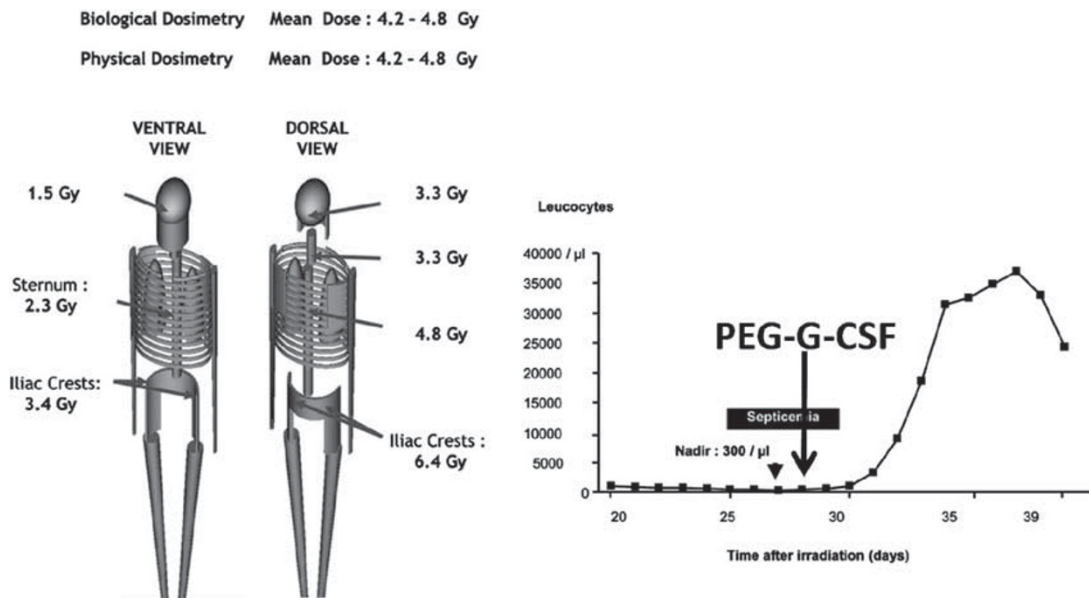 Biological Dosimetry Mean Dose : 4.2 - 4.8 Gy
Physical Dosimetry Mean Dose : 4.2 - 4.8 Gy
VENTRAL
VIEW
DORSAL
VIEW
1.5 Gy
3.3 Gy
3.3 Gy
Sternum :
2.3 Gy
4.8 Gy
Iliac Crests:
3.4 Gy
Iliac Crests :
6.4 Gy
Leucocytes
40000 / µl
35000
30000
25000
20000
15000
10000
5000
0
PEG-G-CSF
Septicemia
Nadir : 300 / µl
20 25 30 35 39
Time after irradiation (days)